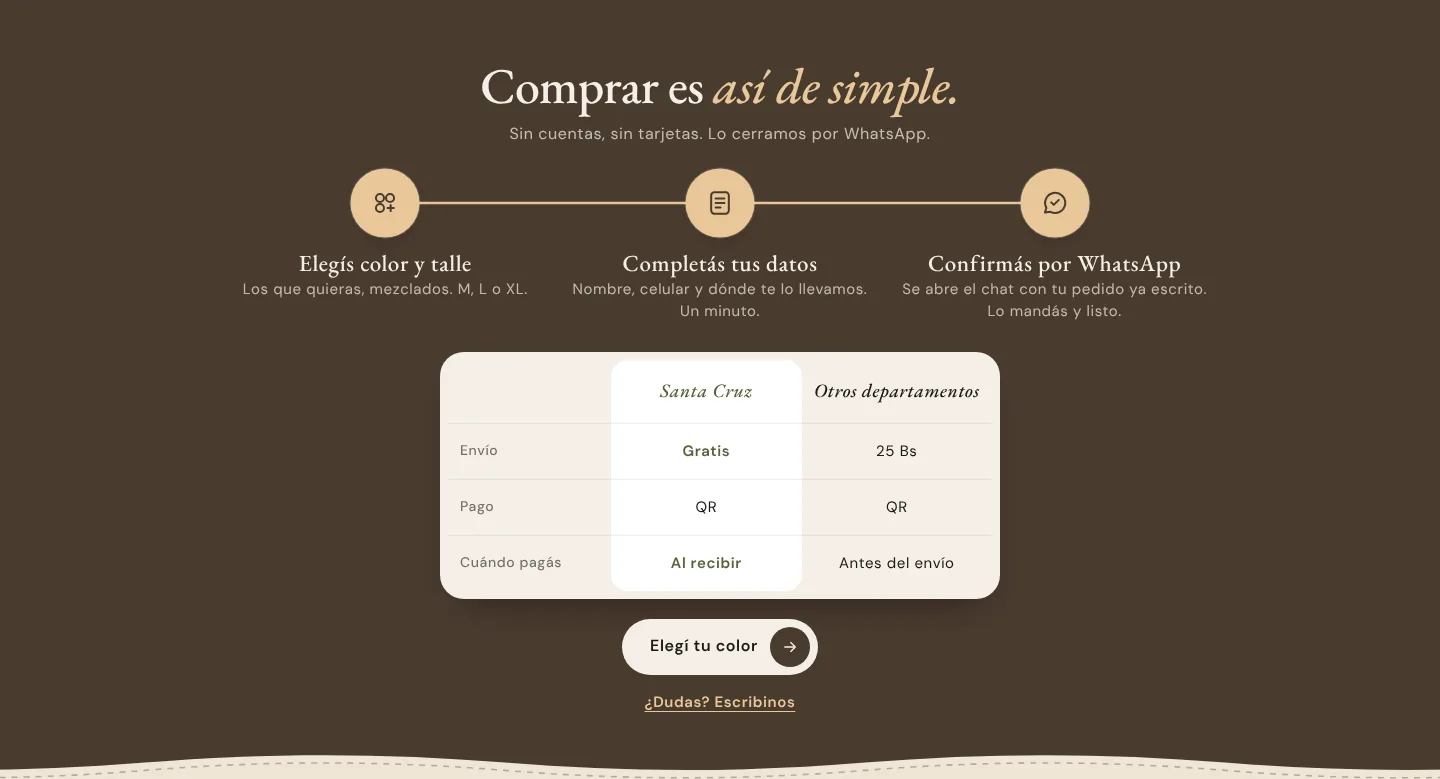 Comprar es así de simple.
Sin cuentas, sin tarjetas. Lo cerramos por WhatsApp.
Elegís color y talle
Los que quieras, mezclados. M, L o XL.
Completás tus datos
Nombre, celular y dónde te lo llevamos.
Un minuto.
Confirmás por WhatsApp
Se abre el chat con tu pedido ya escrito.
Lo mandás y listo.
Santa Cruz Otros departamentos
Envío Gratis 25 Bs
Pago QR QR
Cuándo pagás Al recibir Antes del envío
Elegí tu color
¿Dudas? Escribinos